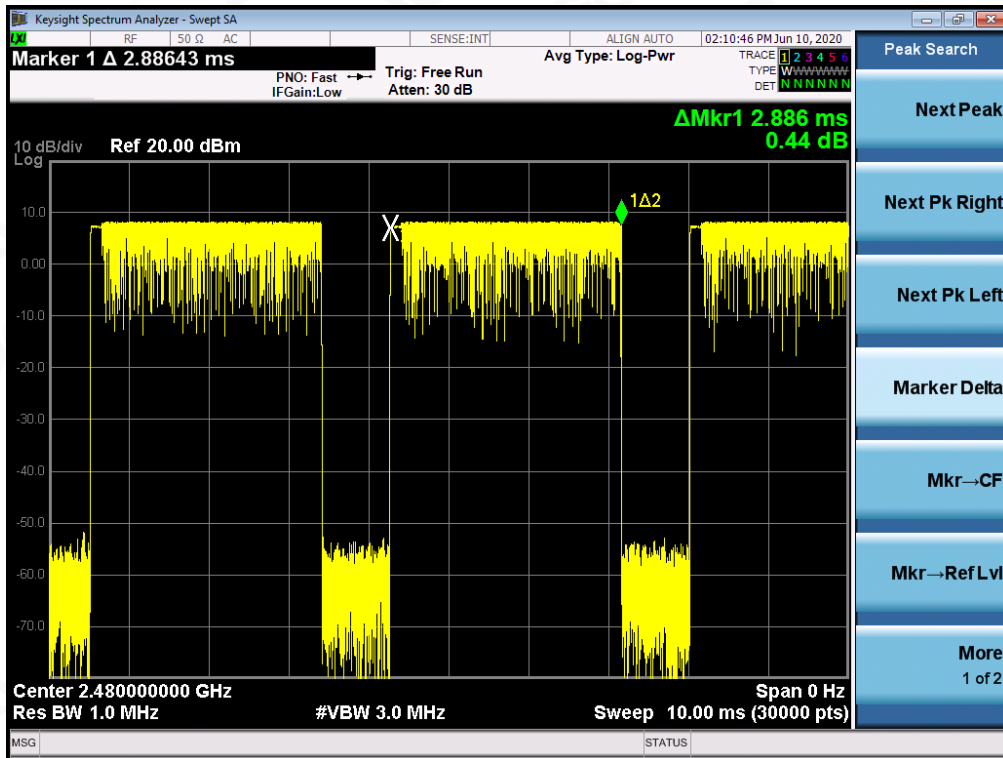 Keysight Spectrum Analyzer - Swept SA
LXI RF 50 Ω AC SENSE:INT ALIGN AUTO 02:10:46 PM Jun 10, 2020
Marker 1 Δ 2.88643 ms
PNO: Fast
IFGain:Low
Trig: Free Run
Atten: 30 dB
Avg Type: Log-Pwr
TRACE 1 2 3 4 5 6
TYPE W
DET N N N N N N
ΔMkr1 2.886 ms
0.44 dB
10 dB/div Ref 20.00 dBm
Log
10.0
0.00
-10.0
-20.0
-30.0
-40.0
-50.0
-60.0
-70.0
X
1Δ2
Center 2.480000000 GHz Span 0 Hz
Res BW 1.0 MHz #VBW 3.0 MHz Sweep 10.00 ms (30000 pts)
MSG STATUS
Peak Search
Next Peak
Next Pk Right
Next Pk Left
Marker Delta
Mkr→CF
Mkr→Ref Lvl
More
1 of 2